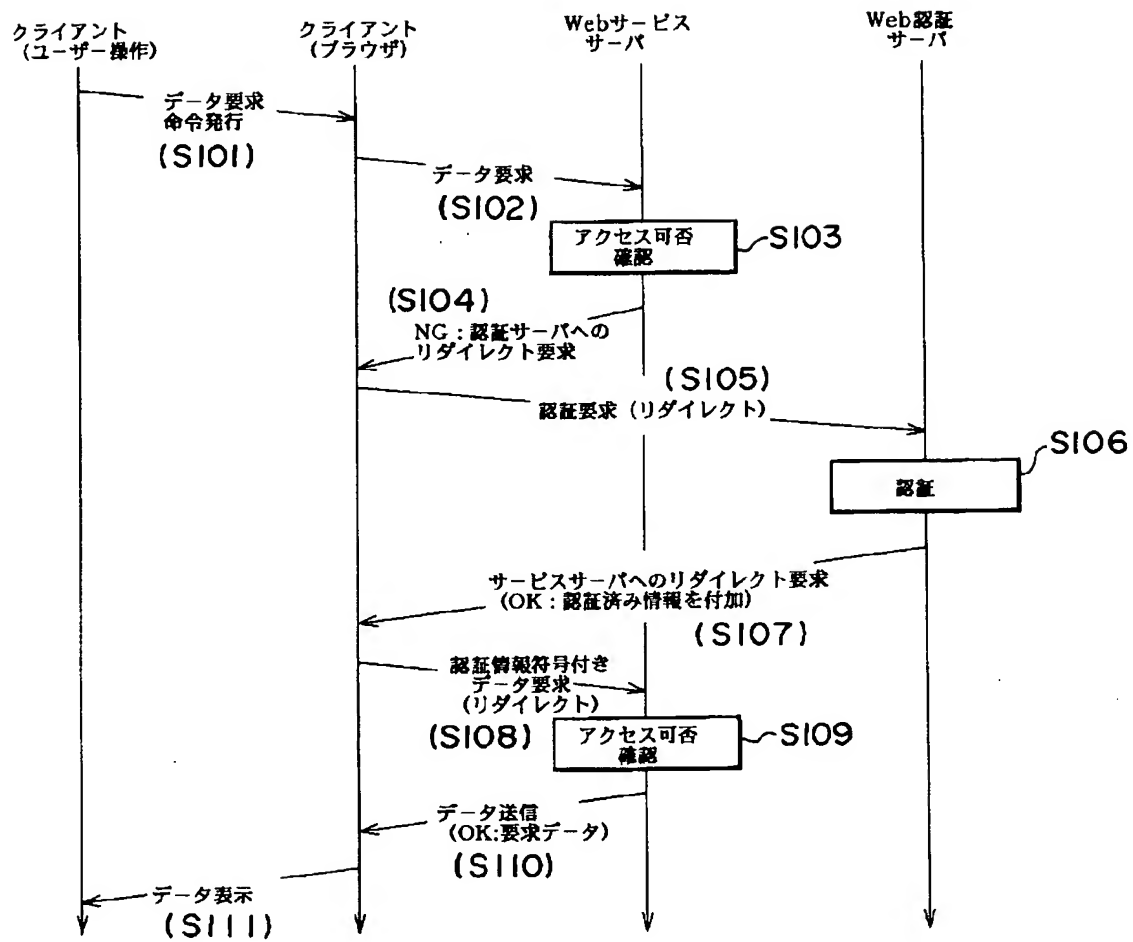 クライアント
(ユーザー操作)
クライアント
(ブラウザ)
Webサービス
サーバ
Web認証
サーバ
データ要求
命令発行
(S101)
データ要求
(S102)
アクセス可否
確認
S103
(S104)
NG:認証サーバへの
リダイレクト要求
(S105)
認証要求(リダイレクト)
S106
認証
サービスサーバへのリダイレクト要求
(OK:認証済み情報を付加)
(S107)
認証情報符号付き
データ要求
(リダイレクト)
(S108)
アクセス可否
確認
S109
データ送信
(OK:要求データ)
(S110)
データ表示
(S111)